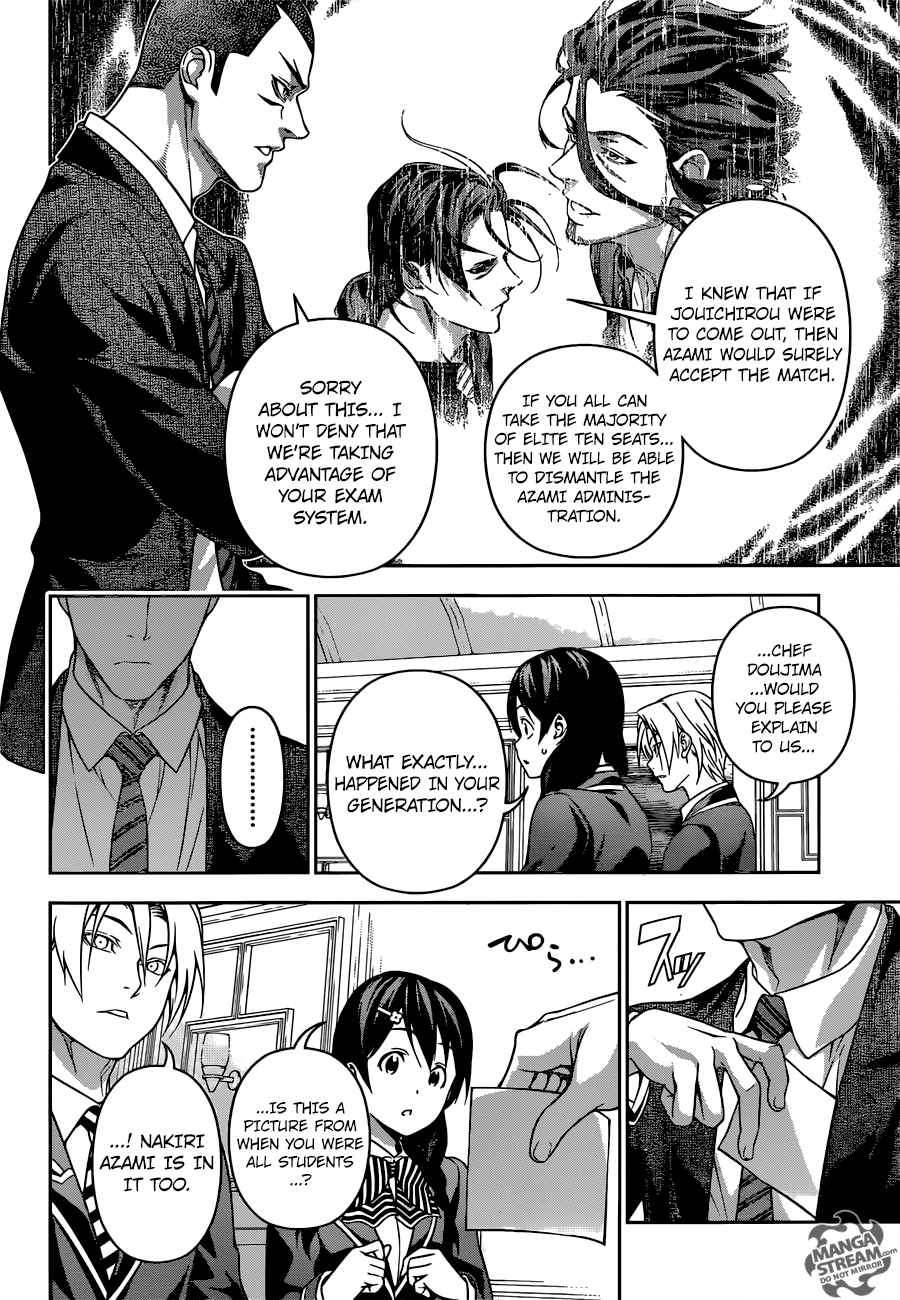 I KNEW THAT IF
JOUICHIROU WERE
TO COME OUT, THEN
AZAMI WOULD SURELY
ACCEPT THE MATCH.
IF YOU ALL CAN
TAKE THE MAJORITY
OF ELITE TEN SEATS...
THEN WE WILL BE ABLE
TO DISMANTLE THE
AZAMI ADMINIS-
TRATION.
SORRY
ABOUT THIS... I
WON'T DENY THAT
WE'RE TAKING
ADVANTAGE OF
YOUR EXAM
SYSTEM.
...CHEF
DOUJIMA
...WOULD
YOU PLEASE
EXPLAIN
TO US...
WHAT EXACTLY...
HAPPENED IN YOUR
GENERATION...?
.........
スッ
ぴら...
...IS THIS A
PICTURE FROM
WHEN YOU WERE
ALL STUDENTS
...?
...! NAKIRI
AZAMI IS IN
IT TOO.
MANGA
STREAM.com
DO NOT MIRROR